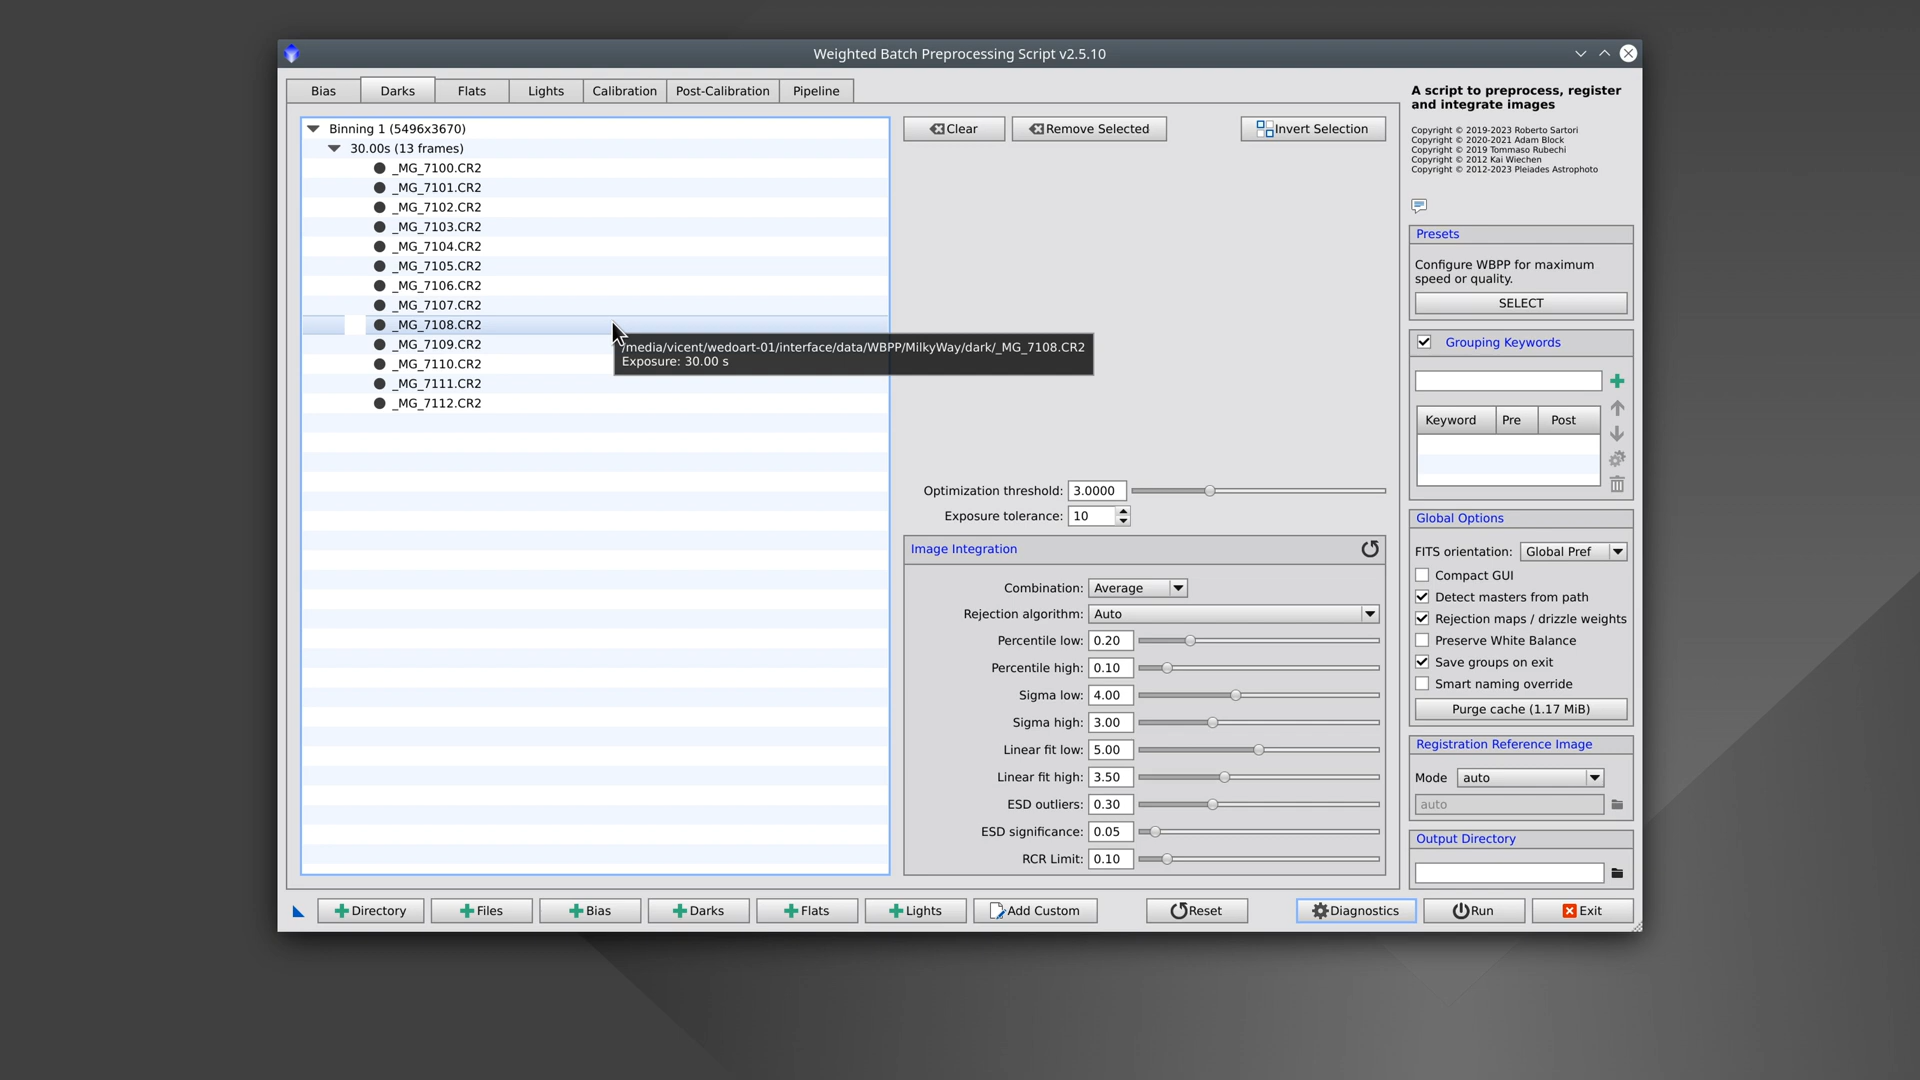 Weighted Batch Preprocessing Script v2.5.10
Bias
Darks
Flats
Lights
Calibration
Post-Calibration
Pipeline
Binning 1 (5496x3670)
30.00s (13 frames)
_MG_7100.CR2
_MG_7101.CR2
_MG_7102.CR2
_MG_7103.CR2
_MG_7104.CR2
_MG_7105.CR2
_MG_7106.CR2
_MG_7107.CR2
_MG_7108.CR2
_MG_7109.CR2
_MG_7110.CR2
_MG_7111.CR2
_MG_7112.CR2
/media/vicent/wedoart-01/interface/data/WBPP/MilkyWay/dark/_MG_7108.CR2
Exposure: 30.00 s
Clear
Remove Selected
Invert Selection
Optimization threshold: 3.0000
Exposure tolerance: 10
Image Integration
Combination: Average
Rejection algorithm: Auto
Percentile low: 0.20
Percentile high: 0.10
Sigma low: 4.00
Sigma high: 3.00
Linear fit low: 5.00
Linear fit high: 3.50
ESD outliers: 0.30
ESD significance: 0.05
RCR Limit: 0.10
A script to preprocess, register
and integrate images
Copyright © 2019-2023 Roberto Sartori
Copyright © 2020-2021 Adam Block
Copyright © 2019 Tommaso Rubechi
Copyright © 2012 Kai Wiechen
Copyright © 2012-2023 Pleiades Astrophoto
Presets
Configure WBPP for maximum
speed or quality.
SELECT
Grouping Keywords
Keyword Pre Post
Global Options
FITS orientation: Global Pref
Compact GUI
Detect masters from path
Rejection maps / drizzle weights
Preserve White Balance
Save groups on exit
Smart naming override
Purge cache (1.17 MiB)
Registration Reference Image
Mode auto
auto
Output Directory
Directory
Files
Bias
Darks
Flats
Lights
Add Custom
Reset
Diagnostics
Run
Exit